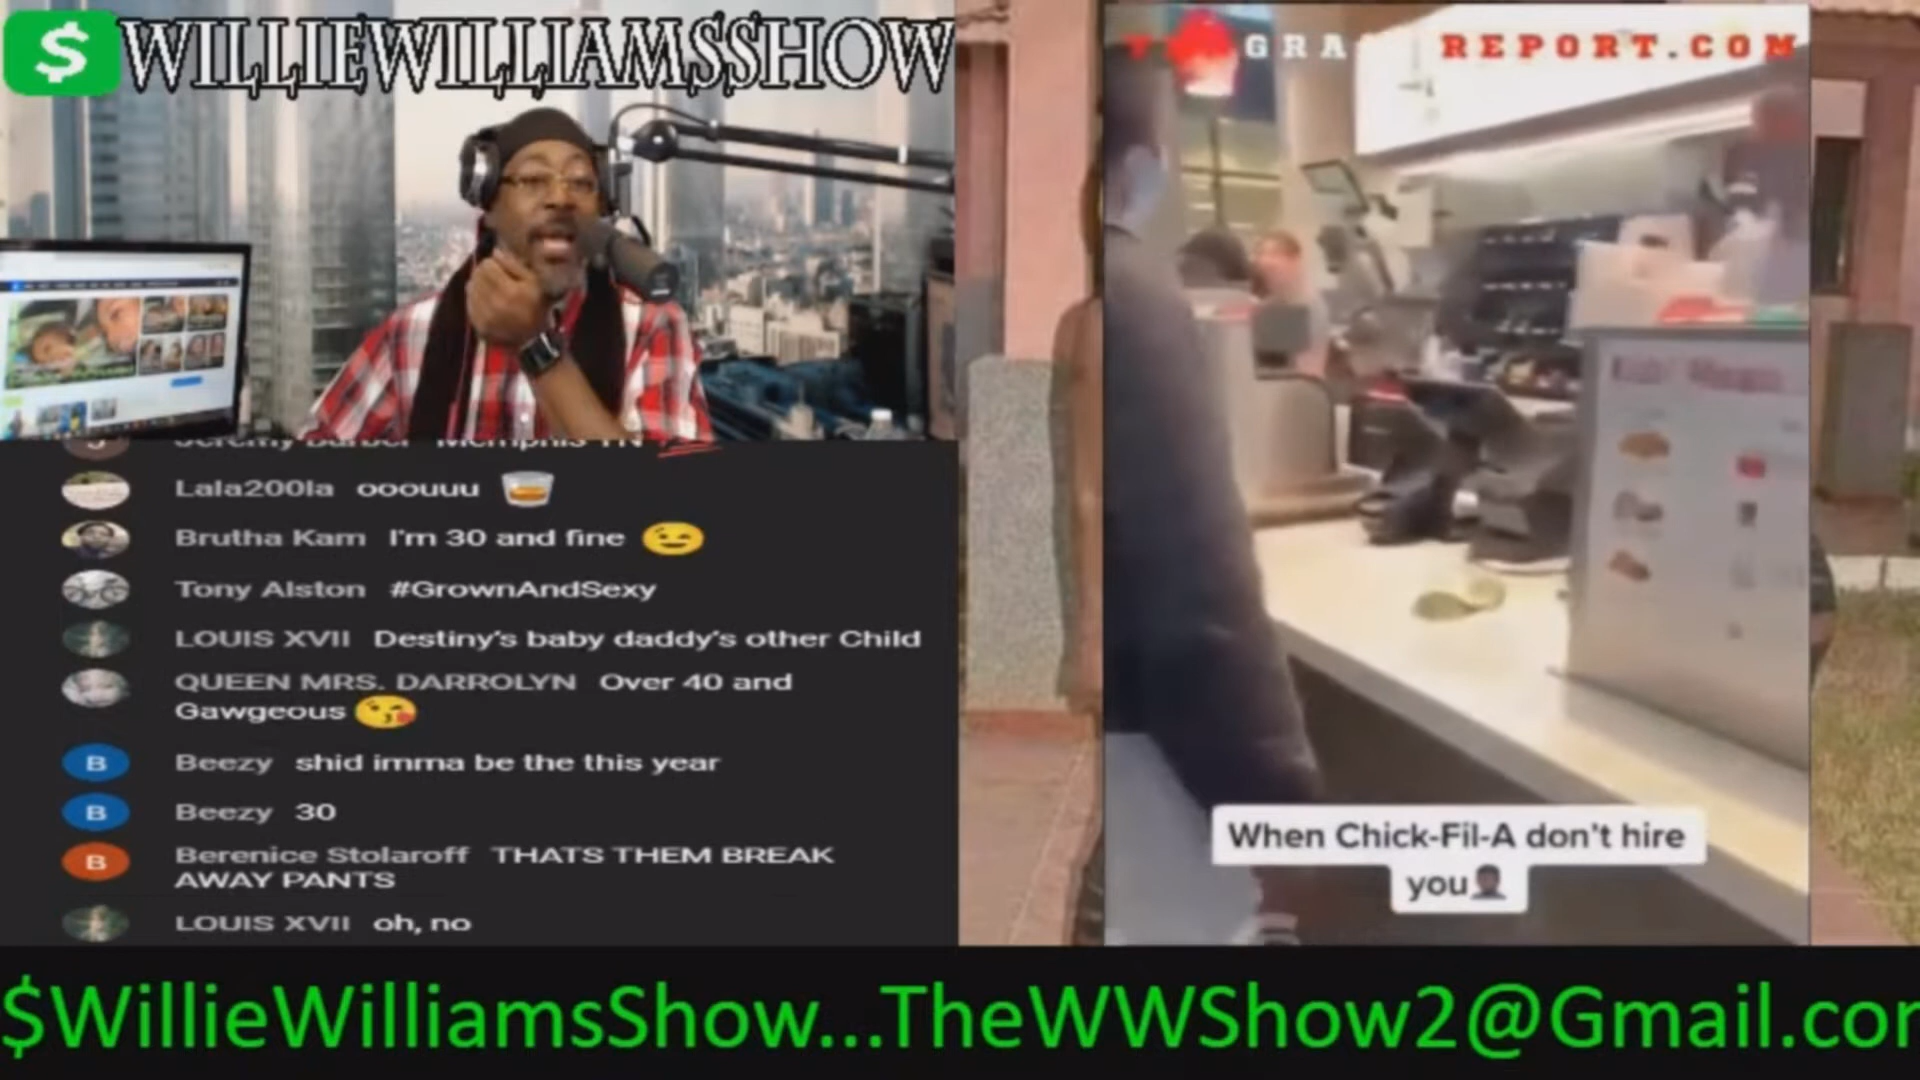 $WILLIEWILLIAMSSHOW
GRA REPORT.COM
Lala200la ooouuu
Brutha Kam I'm 30 and fine
Tony Alston #GrownAndSexy
LOUIS XVII Destiny's baby daddy's other Child
QUEEN MRS. DARROLYN Over 40 and
Gawgeous
B Beezy shid imma be the this year
B Beezy 30
B Berenice Stolaroff THATS THEM BREAK
AWAY PANTS
LOUIS XVII oh, no
When Chick-Fil-A don't hire
you
$WillieWilliamsShow...TheWWShow2@Gmail.com